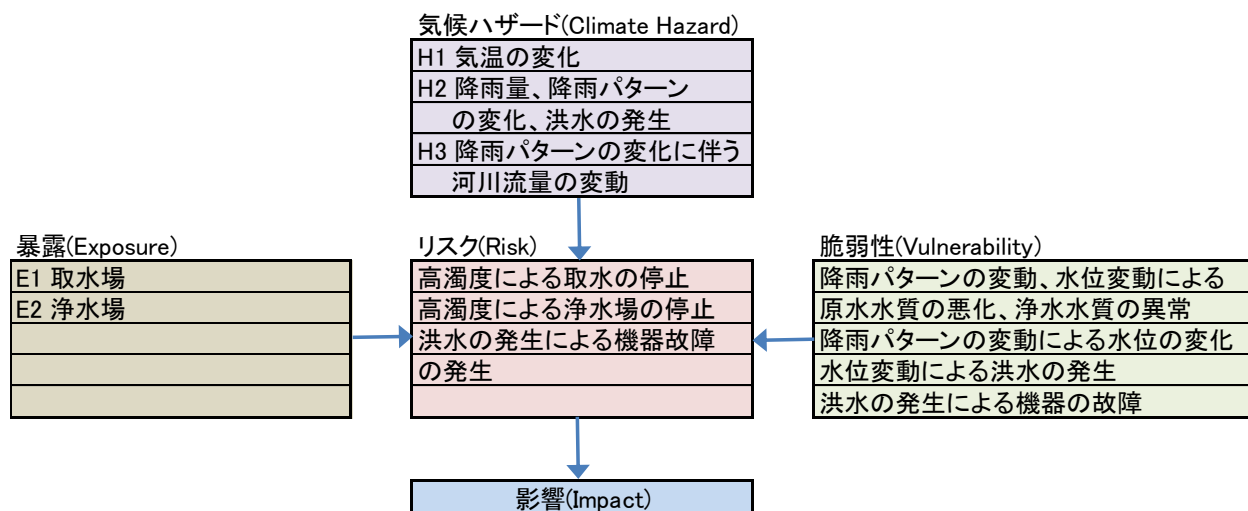 気候ハザード(Climate Hazard)
H1 気温の変化
H2 降雨量、降雨パターン
の変化、洪水の発生
H3 降雨パターンの変化に伴う
河川流量の変動
暴露(Exposure)
E1 取水場
E2 浄水場
リスク(Risk)
高濁度による取水の停止
高濁度による浄水場の停止
洪水の発生による機器故障
の発生
脆弱性(Vulnerability)
降雨パターンの変動、水位変動による
原水水質の悪化、浄水水質の異常
降雨パターンの変動による水位の変化
水位変動による洪水の発生
洪水の発生による機器の故障
影響(Impact)